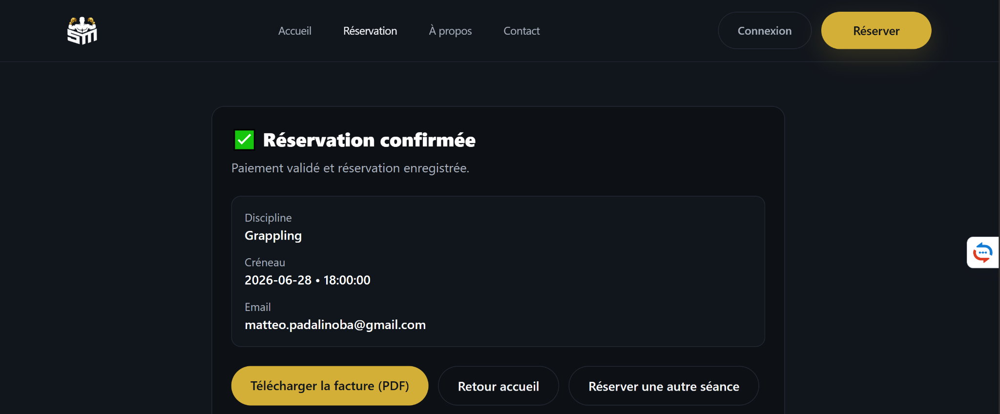 SM
Accueil
Réservation
À propos
Contact
Connexion
Réserver
Réservation confirmée
Paiement validé et réservation enregistrée.
Discipline
Grappling
Créneau
2026-06-28 • 18:00:00
Email
matteo.padalinoba@gmail.com
Télécharger la facture (PDF)
Retour accueil
Réserver une autre séance